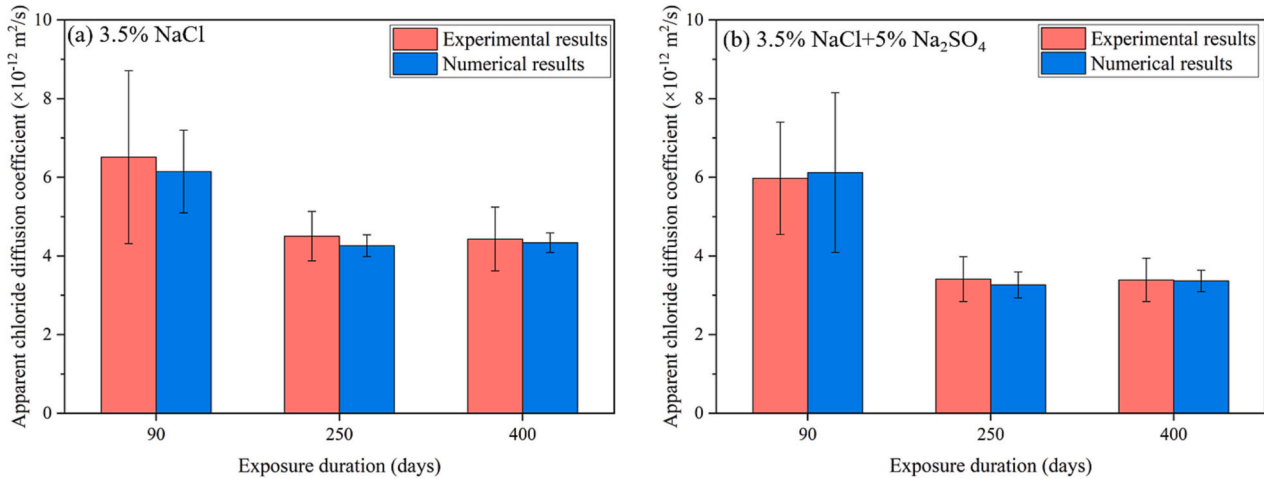 (a) 3.5% NaCl
Experimental results
Numerical results
Apparent chloride diffusion coefficient (×10⁻¹² m²/s)
10
8
6
4
2
0
90
250
400
Exposure duration (days)
(b) 3.5% NaCl+5% Na₂SO₄
Experimental results
Numerical results
Apparent chloride diffusion coefficient (×10⁻¹² m²/s)
10
8
6
4
2
0
90
250
400
Exposure duration (days)